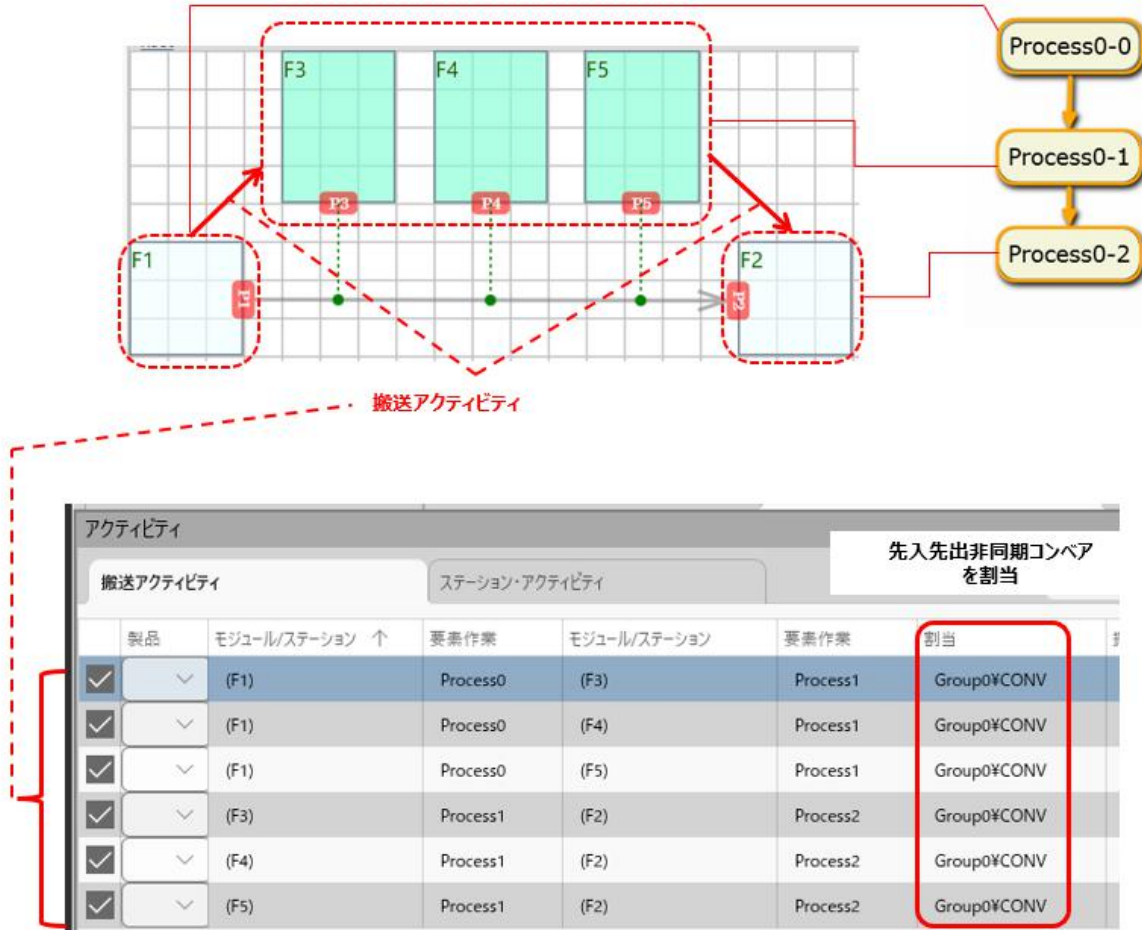 Process0-0
F3 F4 F5
Process0-1
P3 P4 P5
F1 F2
Process0-2
P1 P2
搬送アクティビティ
アクティビティ
先入先出非同期コンベア
を割当
搬送アクティビティ ステーション・アクティビティ
製品 モジュール/ステーション ↑ 要素作業 モジュール/ステーション 要素作業 割当
(F1) Process0 (F3) Process1 Group0¥CONV
(F1) Process0 (F4) Process1 Group0¥CONV
(F1) Process0 (F5) Process1 Group0¥CONV
(F3) Process1 (F2) Process2 Group0¥CONV
(F4) Process1 (F2) Process2 Group0¥CONV
(F5) Process1 (F2) Process2 Group0¥CONV